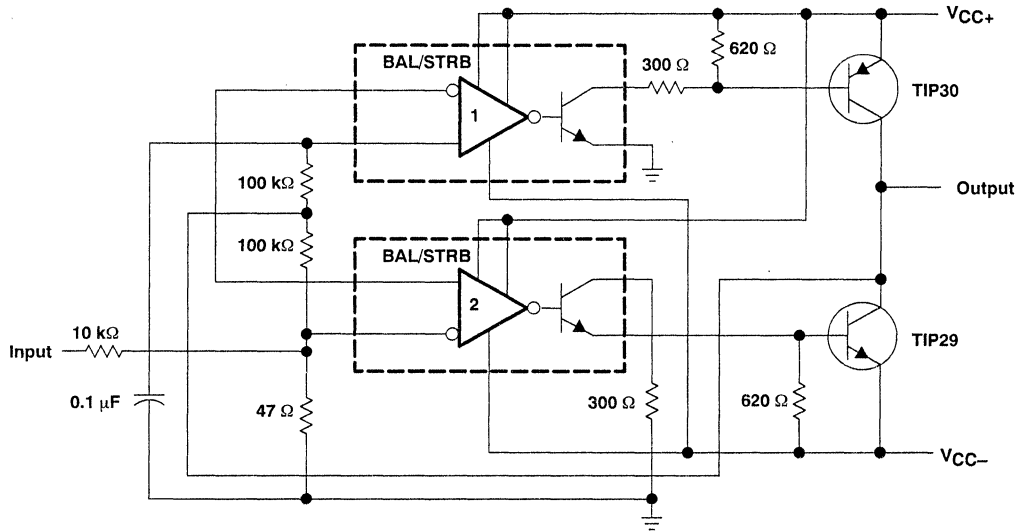 V<sub>CC+</sub>
BAL/STRB
620 Ω
300 Ω
1
TIP30
100 kΩ
Output
100 kΩ
BAL/STRB
2
10 kΩ
Input
TIP29
0.1 μF
47 Ω
300 Ω
620 Ω
V<sub>CC–</sub>